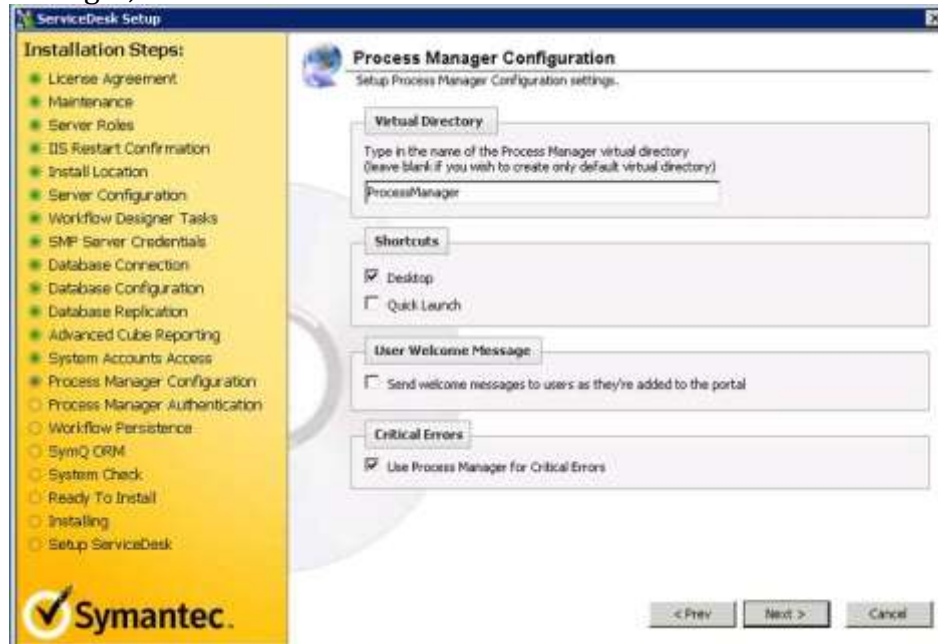 ServiceDesk Setup
Installation Steps:
License Agreement
Maintenance
Server Roles
IIS Restart Confirmation
Install Location
Server Configuration
Workflow Designer Tasks
SMP Server Credentials
Database Connection
Database Configuration
Database Replication
Advanced Cube Reporting
System Accounts Access
Process Manager Configuration
Process Manager Authentication
Workflow Persistence
SymQ ORM
System Check
Ready To Install
Installing
Setup ServiceDesk
Symantec.
Process Manager Configuration
Setup Process Manager Configuration settings.
Virtual Directory
Type in the name of the Process Manager virtual directory
(leave blank if you wish to create only default virtual directory)
ProcessManager
Shortcuts
Desktop
Quick Launch
User Welcome Message
Send welcome messages to users as they're added to the portal
Critical Errors
Use Process Manager for Critical Errors
< Prev
Next >
Cancel